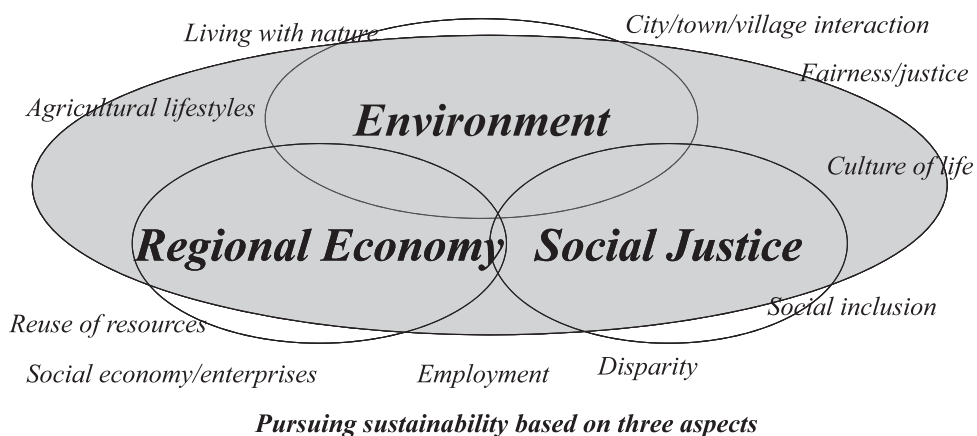 Living with nature
City/town/village interaction
Fairness/justice
Agricultural lifestyles
Environment
Culture of life
Regional Economy
Social Justice
Social inclusion
Reuse of resources
Social economy/enterprises
Employment
Disparity
Pursuing sustainability based on three aspects